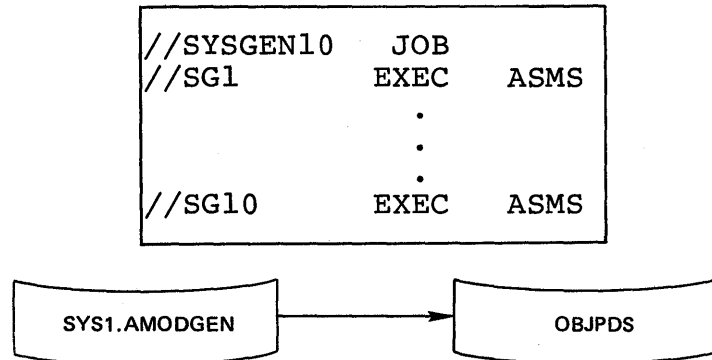 //SYSGEN10 JOB
//SG1 EXEC ASMS
.
.
.
//SG10 EXEC ASMS
SYS1.AMODGEN OBJPDS